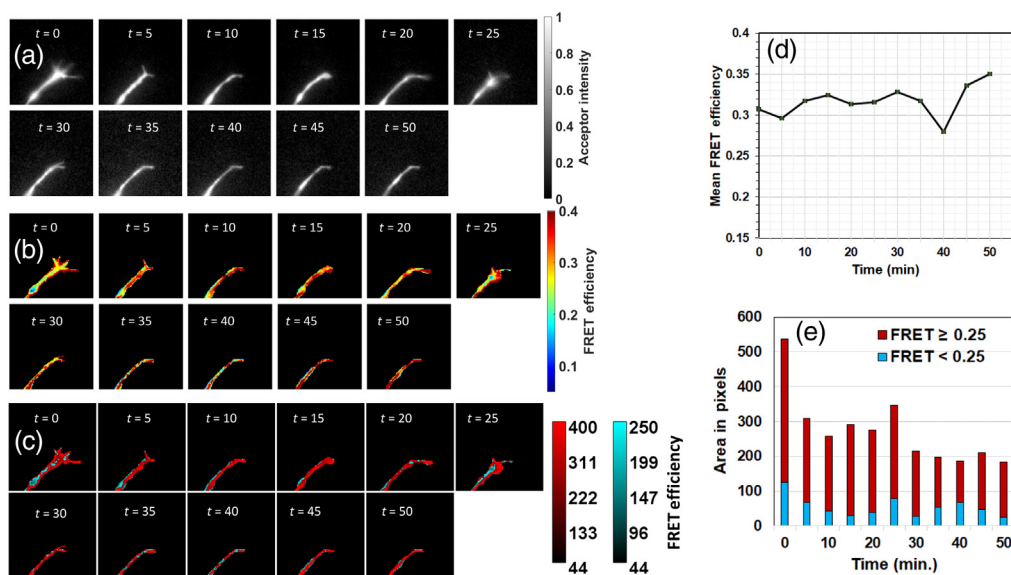 (a)
t = 0 t = 5 t = 10 t = 15 t = 20 t = 25
t = 30 t = 35 t = 40 t = 45 t = 50
1
0.8
0.6
0.4
0.2
0
Acceptor intensity
(b)
t = 0 t = 5 t = 10 t = 15 t = 20 t = 25
t = 30 t = 35 t = 40 t = 45 t = 50
0.4
0.3
0.2
0.1
FRET efficiency
(c)
t = 0 t = 5 t = 10 t = 15 t = 20 t = 25
t = 30 t = 35 t = 40 t = 45 t = 50
400 250
311 199
222 147
133 96
44 44
FRET efficiency
(d)
Mean FRET efficiency
0.4
0.35
0.3
0.25
0.2
0.15
0 10 20 30 40 50 60
Time (min)
(e)
FRET ≥ 0.25
FRET < 0.25
Area in pixels
600
500
400
300
200
100
0
0 10 20 30 40 50
Time (min.)